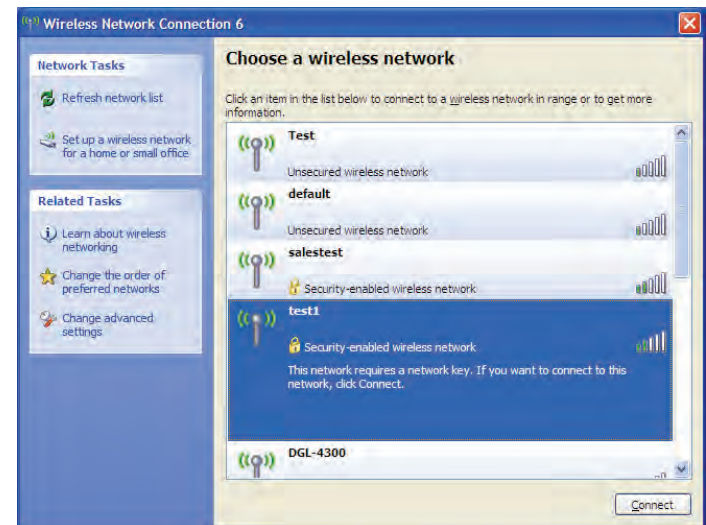 Wireless Network Connection 6
Network Tasks
Refresh network list
Set up a wireless network
for a home or small office
Related Tasks
Learn about wireless
networking
Change the order of
preferred networks
Change advanced
settings
Choose a wireless network
Click an item in the list below to connect to a wireless network in range or to get more
information.
Test
Unsecured wireless network
default
Unsecured wireless network
salestest
Security-enabled wireless network
test1
Security-enabled wireless network
This network requires a network key. If you want to connect to this
network, click Connect.
DGL-4300
Connect